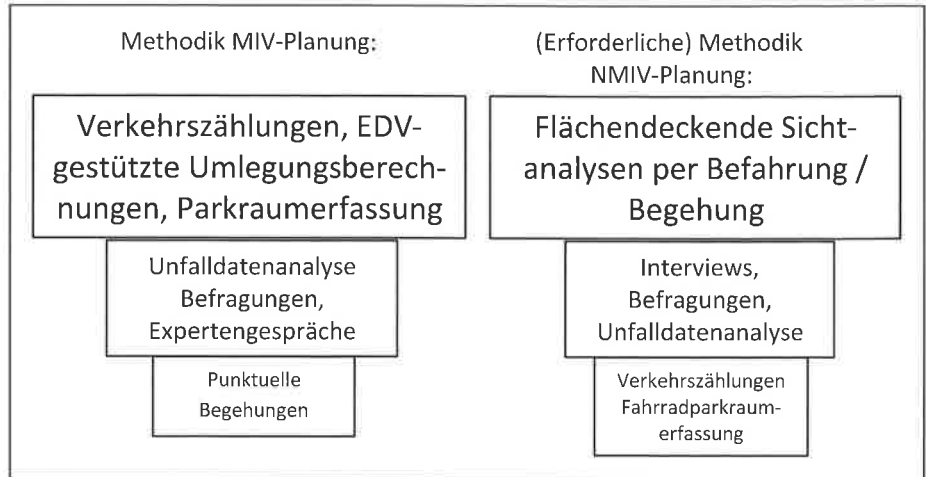 Methodik MIV-Planung:
Verkehrszählungen, EDV-
gestützte Umlegungsberech-
nungen, Parkraumerfassung
Unfalldatenanalyse
Befragungen,
Expertengespräche
Punktuelle
Begehungen
(Erforderliche) Methodik
NMIV-Planung:
Flächendeckende Sicht-
analysen per Befahrung /
Begehung
Interviews,
Befragungen,
Unfalldatenanalyse
Verkehrszählungen
Fahrradparkraum-
erfassung